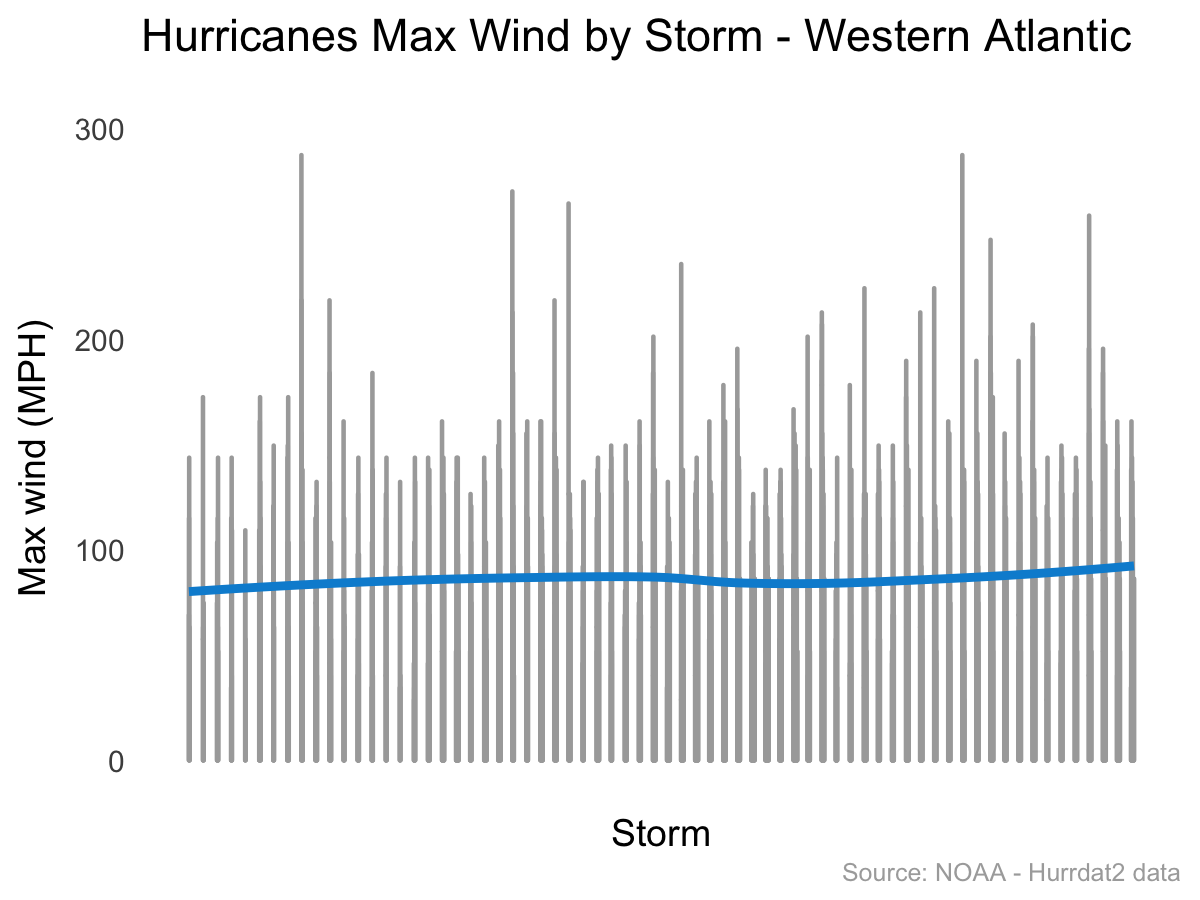 Hurricanes Max Wind by Storm - Western Atlantic
300
200
100
0
Max wind (MPH)
Storm
Source: NOAA - Hurrdat2 data